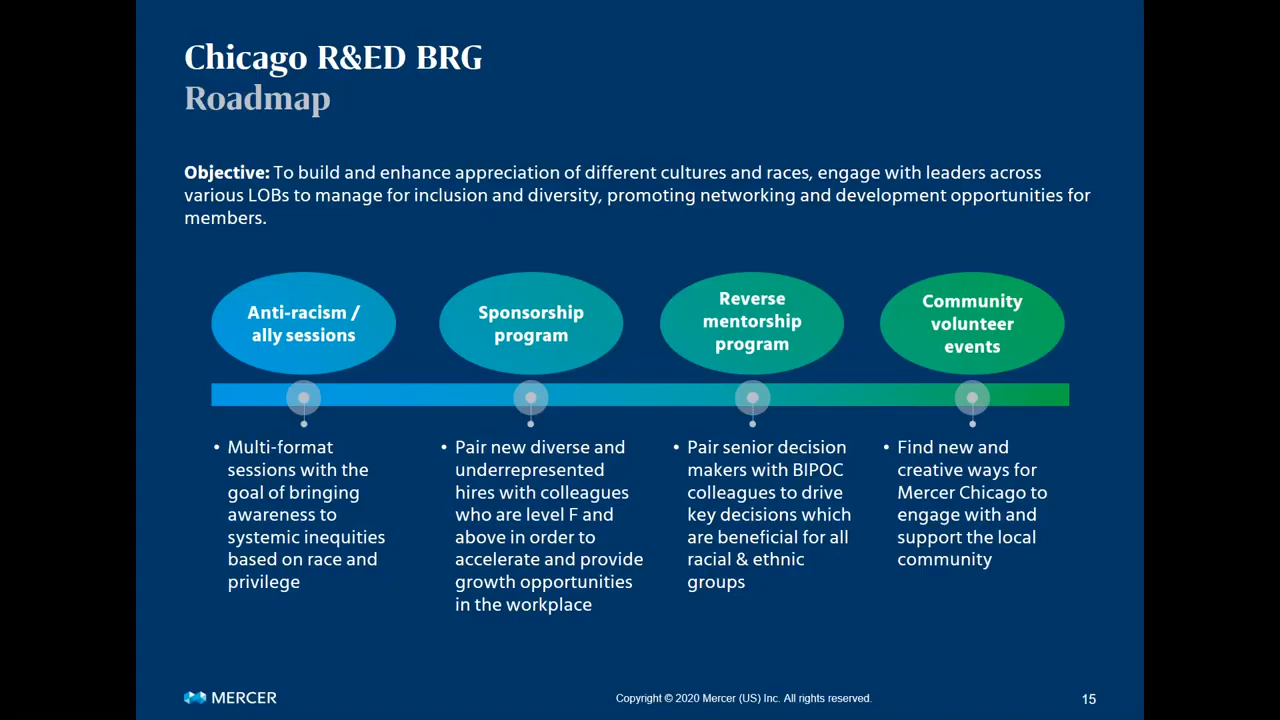 Chicago R&ED BRG
Roadmap
Objective: To build and enhance appreciation of different cultures and races, engage with leaders across
various LOBs to manage for inclusion and diversity, promoting networking and development opportunities for
members.
Anti-racism /
ally sessions
Sponsorship
program
Reverse
mentorship
program
Community
volunteer
events
• Multi-format
sessions with the
goal of bringing
awareness to
systemic inequities
based on race and
privilege
• Pair new diverse and
underrepresented
hires with colleagues
who are level F and
above in order to
accelerate and provide
growth opportunities
in the workplace
• Pair senior decision
makers with BIPOC
colleagues to drive
key decisions which
are beneficial for all
racial & ethnic
groups
• Find new and
creative ways for
Mercer Chicago to
engage with and
support the local
community
MERCER
Copyright © 2020 Mercer (US) Inc. All rights reserved.
15